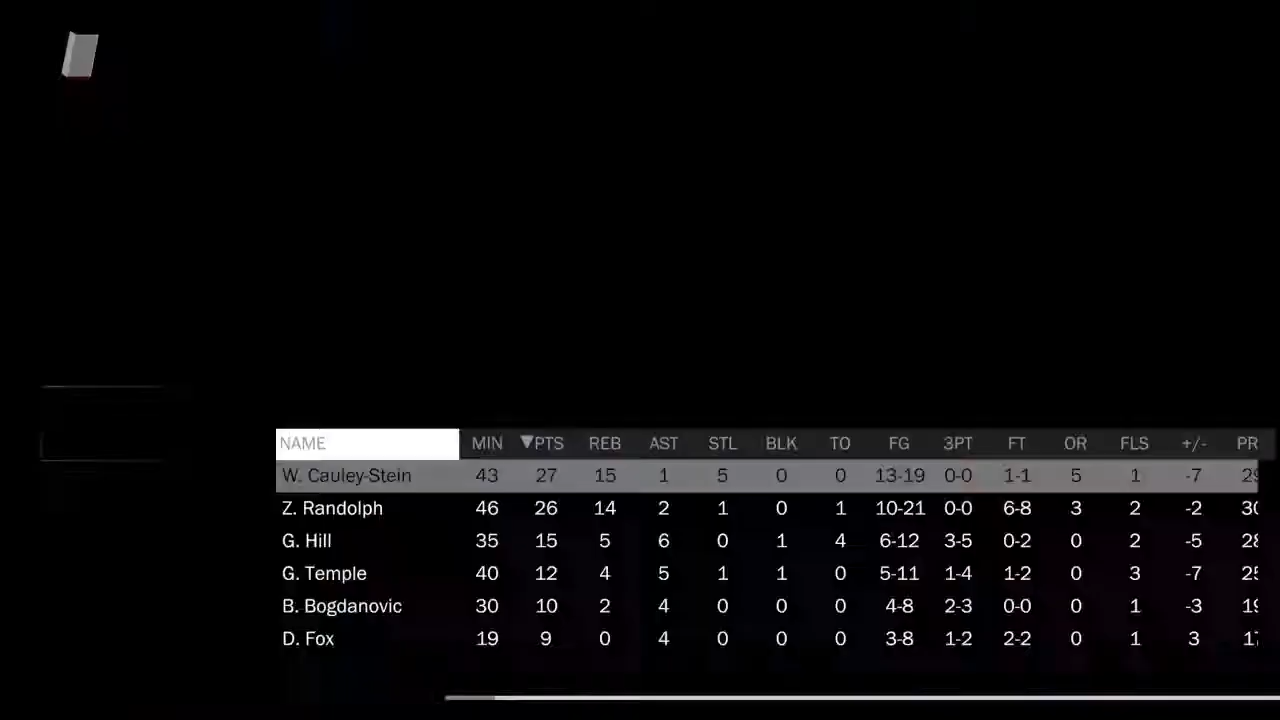 NAME MIN ▼PTS REB AST STL BLK TO FG 3PT FT OR FLS +/- PR
W. Cauley-Stein 43 27 15 1 5 0 0 13-19 0-0 1-1 5 1 -7
Z. Randolph 46 26 14 2 1 0 1 10-21 0-0 6-8 3 2 -2
G. Hill 35 15 5 6 0 1 4 6-12 3-5 0-2 0 2 -5
G. Temple 40 12 4 5 1 1 0 5-11 1-4 1-2 0 3 -7
B. Bogdanovic 30 10 2 4 0 0 0 4-8 2-3 0-0 0 1 -3
D. Fox 19 9 0 4 0 0 0 3-8 1-2 2-2 0 1 3